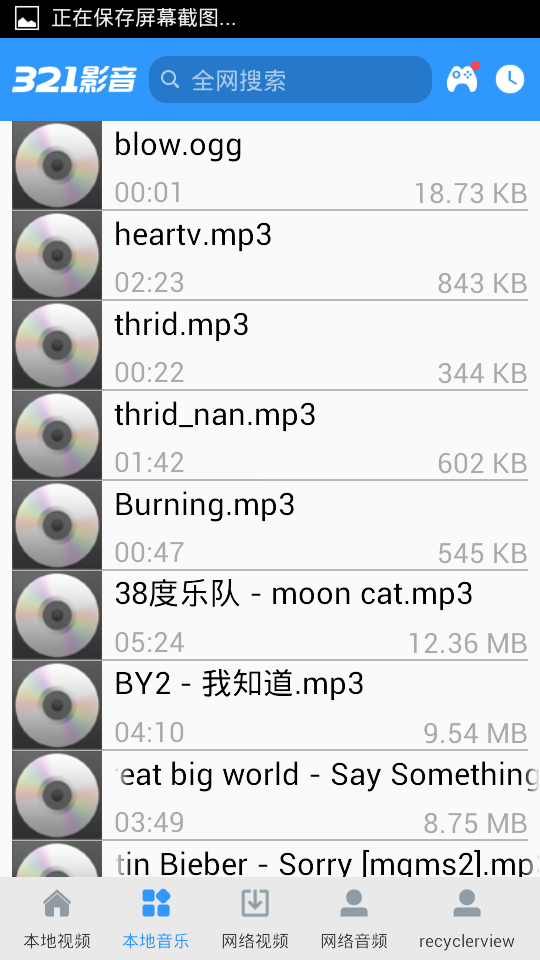 正在保存屏幕截图...
321影音
全网搜索
blow.ogg
00:01
18.73 KB
heartv.mp3
02:23
843 KB
thrid.mp3
00:22
344 KB
thrid_nan.mp3
01:42
602 KB
Burning.mp3
00:47
545 KB
38度乐队 - moon cat.mp3
05:24
12.36 MB
BY2 - 我知道.mp3
04:10
9.54 MB
eat big world - Say Something
03:49
8.75 MB
tin Bieber - Sorry [mqms2].mp3
本地视频
本地音乐
网络视频
网络音频
recyclerview